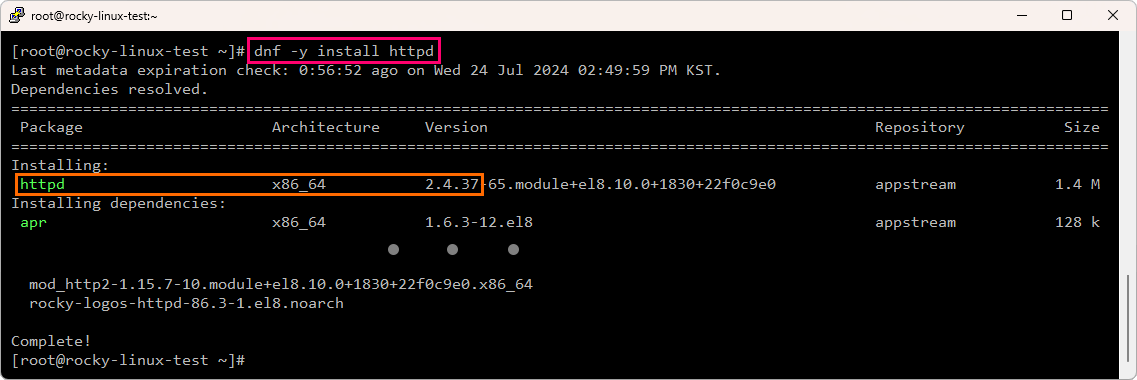 root@rocky-linux-test:~
[root@rocky-linux-test ~]# dnf -y install httpd
Last metadata expiration check: 0:56:52 ago on Wed 24 Jul 2024 02:49:59 PM KST.
Dependencies resolved.
==========================================================================================================================
Package Architecture Version Repository Size
==========================================================================================================================
Installing:
httpd x86_64 2.4.37-65.module+el8.10.0+1830+22f0c9e0 appstream 1.4 M
Installing dependencies:
apr x86_64 1.6.3-12.el8 appstream 128 k
● ● ●
mod_http2-1.15.7-10.module+el8.10.0+1830+22f0c9e0.x86_64
rocky-logos-httpd-86.3-1.el8.noarch
Complete!
[root@rocky-linux-test ~]#